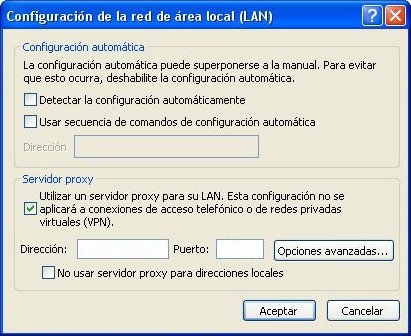 Configuración de la red de área local (LAN)
Configuración automática
La configuración automática puede superponerse a la manual. Para evitar
que esto ocurra, deshabilite la configuración automática.
Detectar la configuración automáticamente
Usar secuencia de comandos de configuración automática
Dirección
Servidor proxy
Utilizar un servidor proxy para su LAN. Esta configuración no se
aplicará a conexiones de acceso telefónico o de redes privadas
virtuales (VPN).
Dirección: Puerto: Opciones avanzadas...
No usar servidor proxy para direcciones locales
Aceptar Cancelar